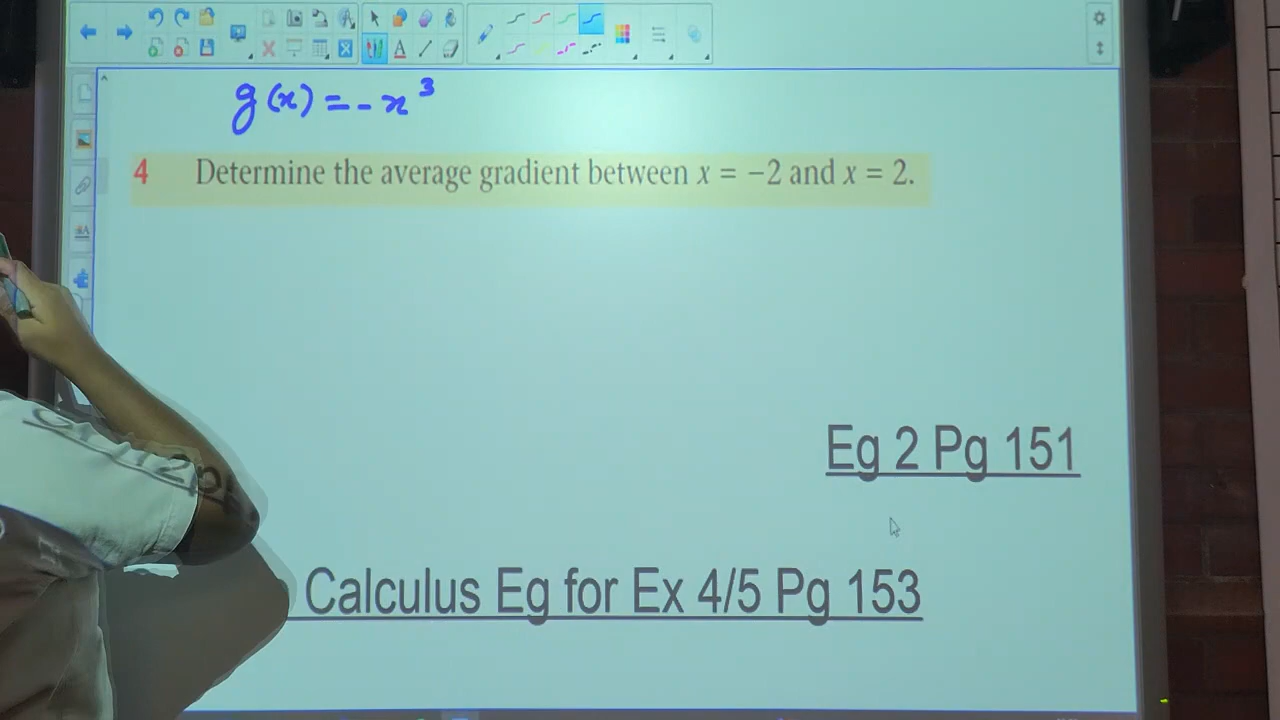 g(x) = -x³
4 Determine the average gradient between x = −2 and x = 2.
Eg 2 Pg 151
Calculus Eg for Ex 4/5 Pg 153